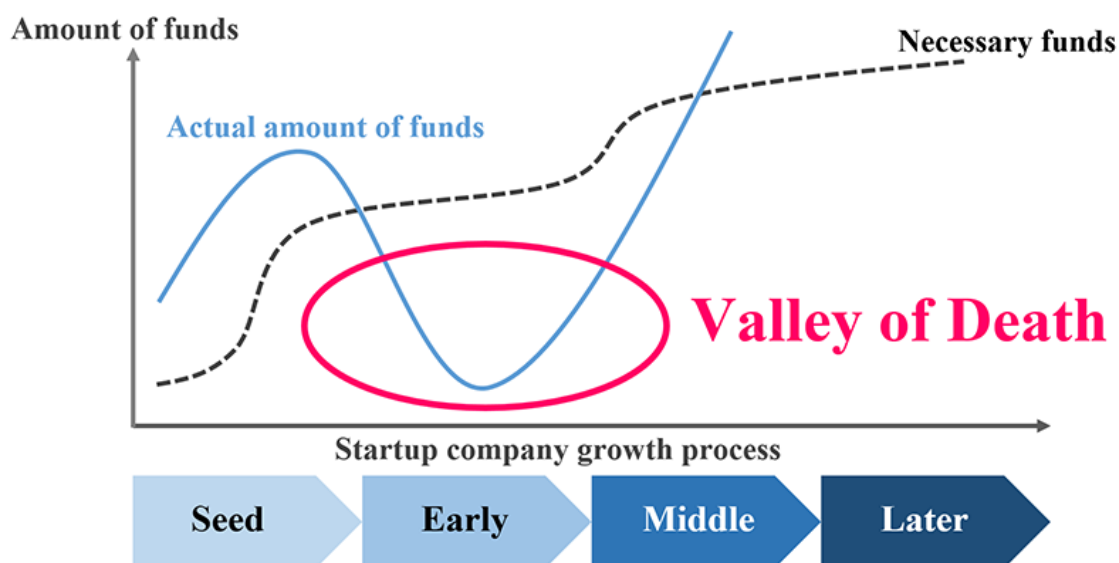 Amount of funds
Necessary funds
Actual amount of funds
Valley of Death
Startup company growth process
Seed
Early
Middle
Later